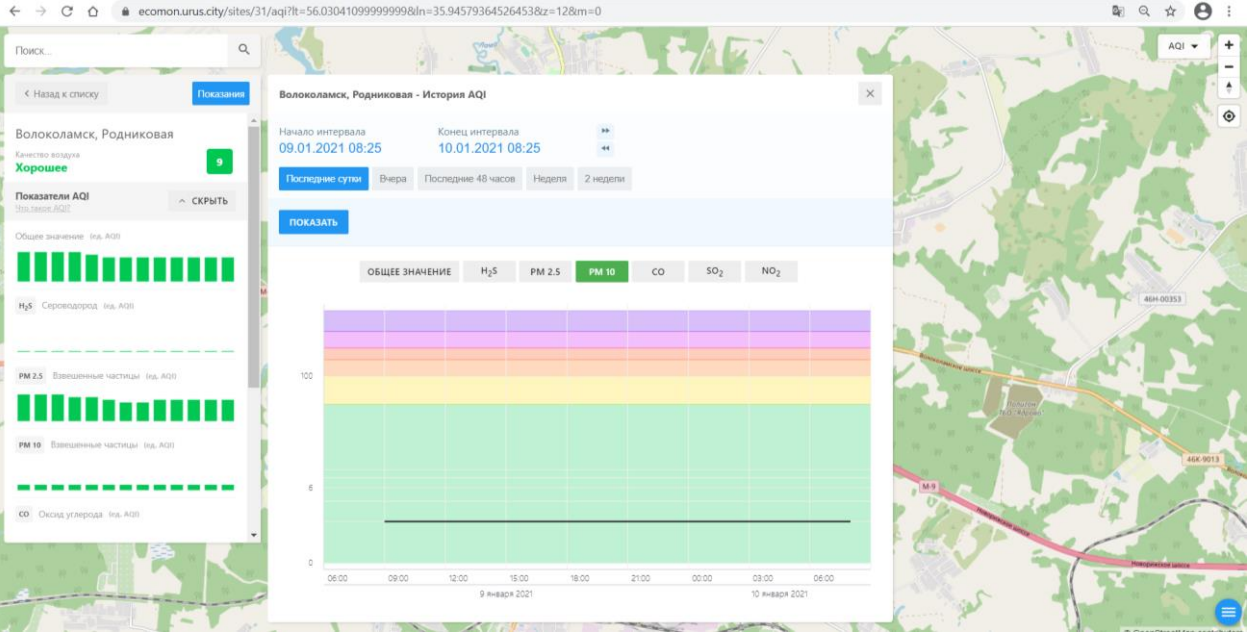 ecomon.urus.city/sites/31/aqi?lt=56.03041099999999&ln=35.9457936452645З&z=12&m=0
Поиск...
AQI
Назад к списку
Показания
Волоколамск, Родниковая - История AQI
Волоколамск, Родниковая
Качество воздуха
Хорошее
9
Начало интервала
Конец интервала
09.01.2021 08:25
10.01.2021 08:25
Последние сутки
Вчера
Последние 48 часов
Неделя
2 недели
Показатели AQI
Что такое AQI?
СКРЫТЬ
ПОКАЗАТЬ
Общее значение (ед. AQI)
ОБЩЕЕ ЗНАЧЕНИЕ
H₂S
PM 2.5
PM 10
CO
SO₂
NO₂
H₂S Сероводород (ед. AQI)
PM 2.5 Взвешенные частицы (ед. AQI)
PM 10 Взвешенные частицы (ед. AQI)
CO Оксид углерода (ед. AQI)
100
6
0
06:00
09:00
12:00
15:00
18:00
21:00
00:00
03:00
06:00
9 января 2021
10 января 2021
46Н-00353
Волоколамское шоссе
Полигон
ТБО "Ядрово"
46К-9013
М-9
Новорижское шоссе
Новорижское шоссе